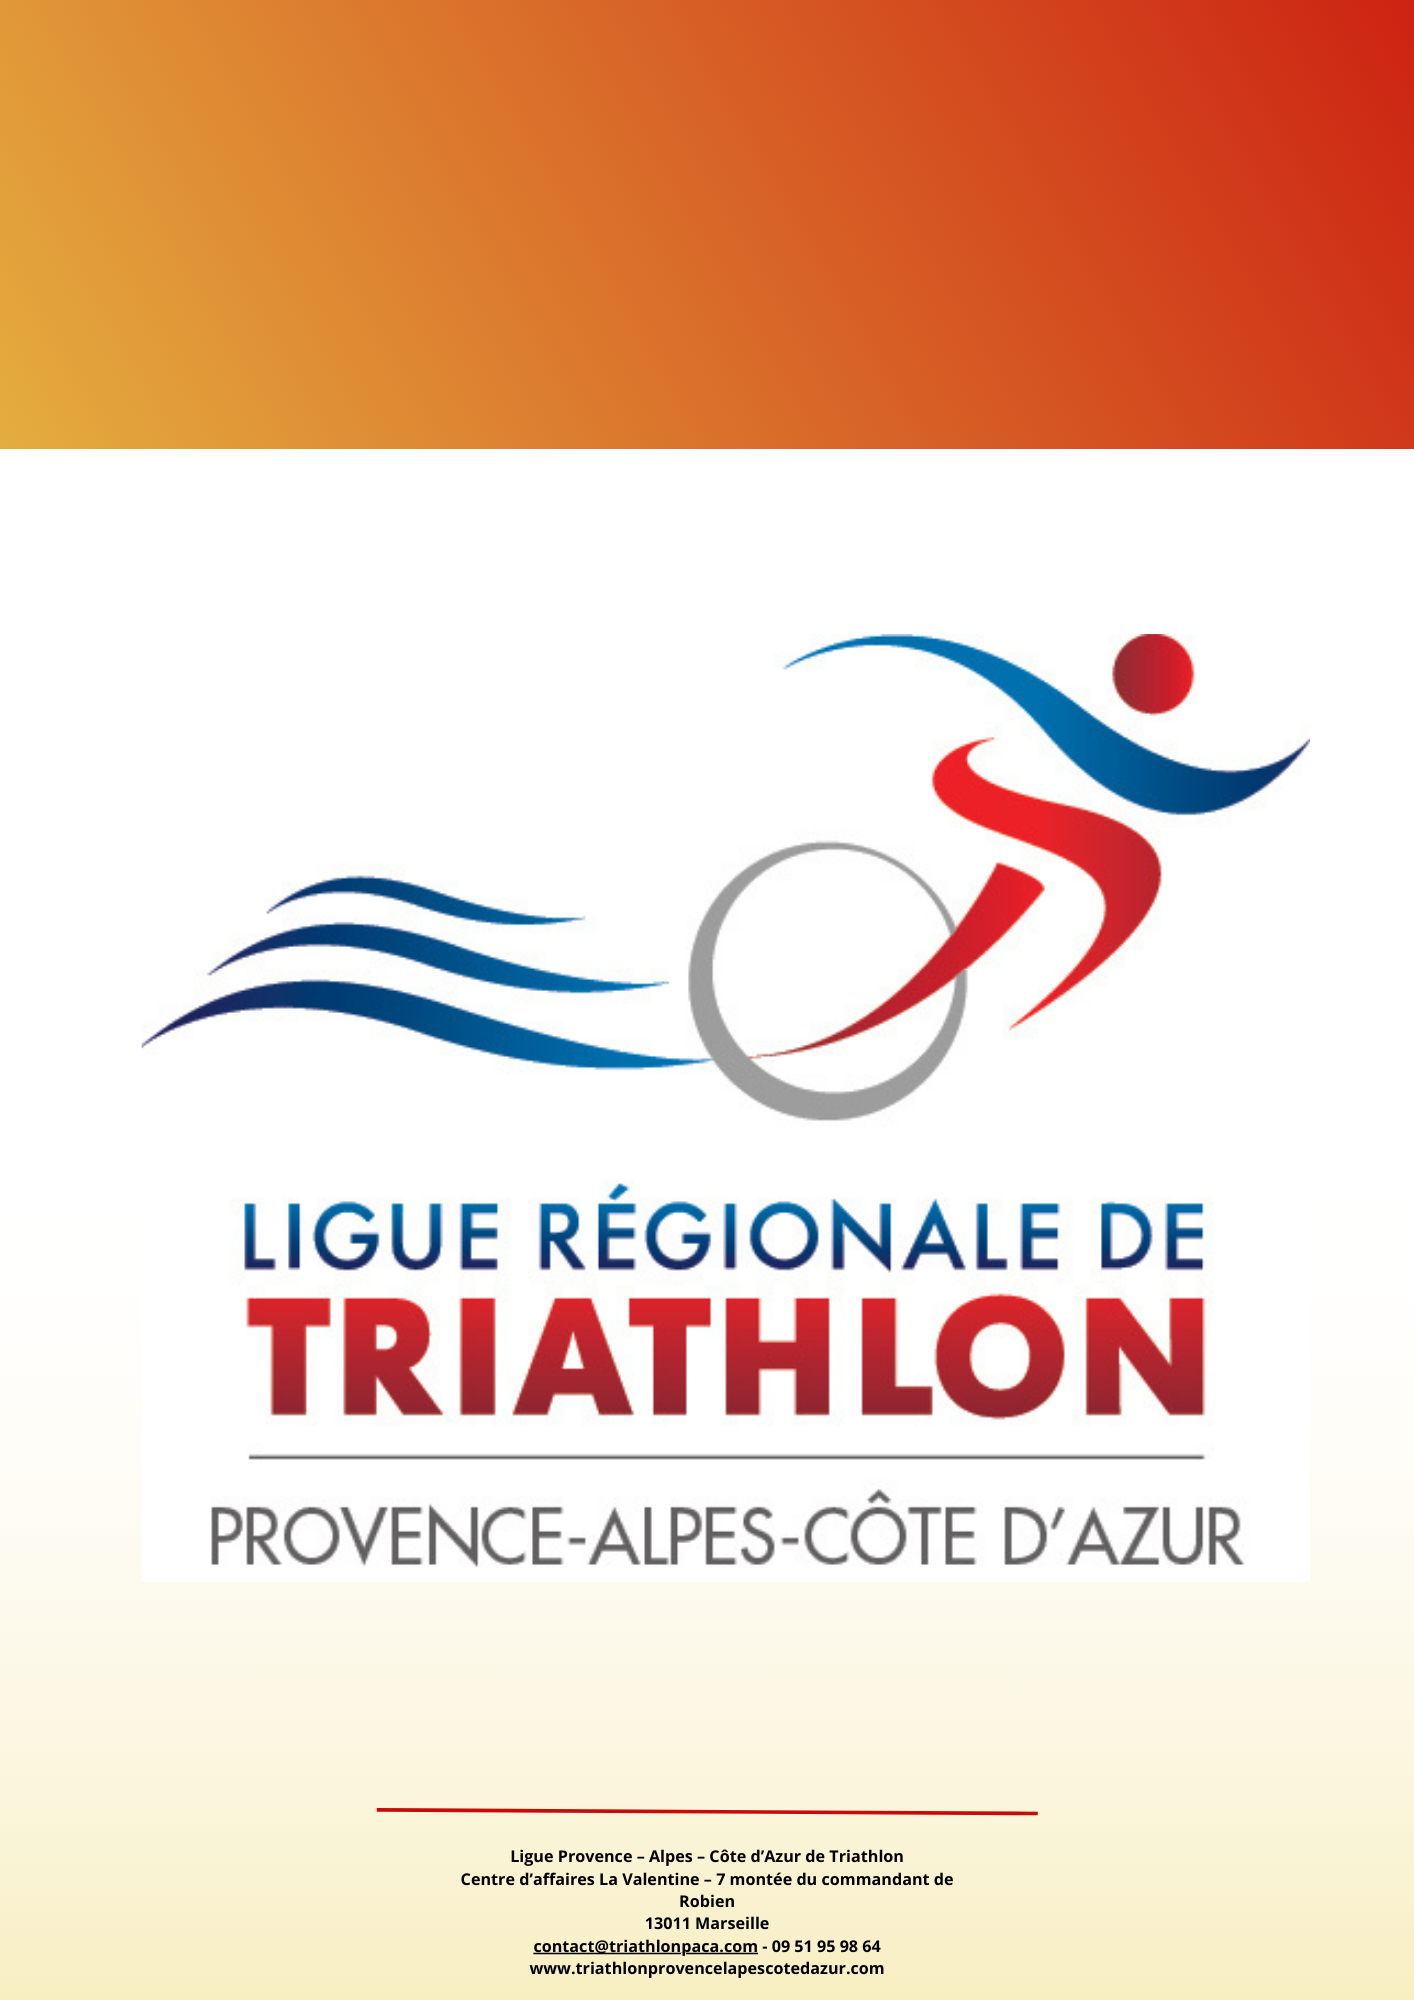 LIGUE RÉGIONALE DE
TRIATHLON
PROVENCE-ALPES-CÔTE D’AZUR
Ligue Provence – Alpes – Côte d’Azur de Triathlon
Centre d’affaires La Valentine – 7 montée du commandant de
Robien
13011 Marseille
contact@triathlonpaca.com - 09 51 95 98 64
www.triathlonprovencelapescotedazur.com